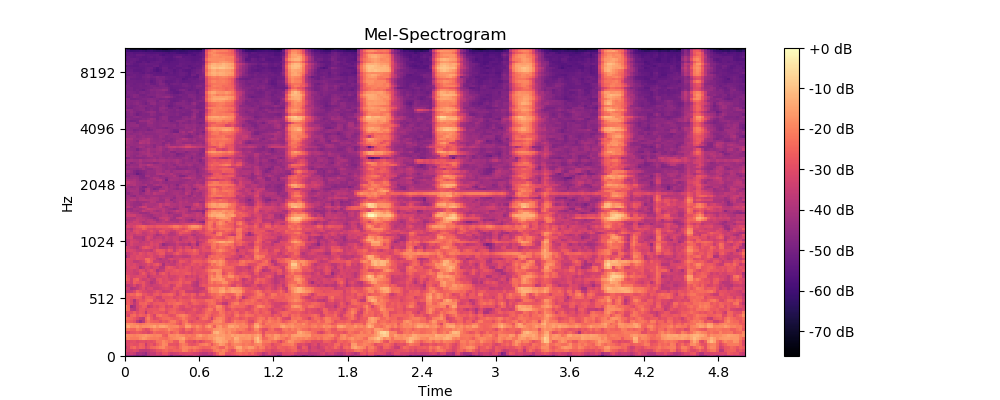 Mel-Spectrogram
Hz
8192
4096
2048
1024
512
0
0 0.6 1.2 1.8 2.4 3 3.6 4.2 4.8
Time
+0 dB
-10 dB
-20 dB
-30 dB
-40 dB
-50 dB
-60 dB
-70 dB